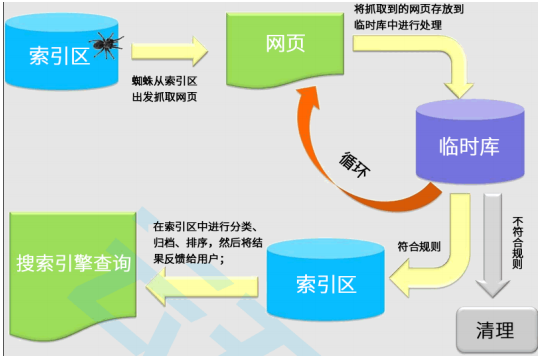 索引区
蜘蛛从索引区
出发抓取网页
网页
将抓取到的网页存放到
临时库中进行处理
临时库
循环
不符合规则
符合规则
清理
索引区
在索引区中进行分类、
归档、排序，然后将结
果反馈给用户；
搜索引擎查询